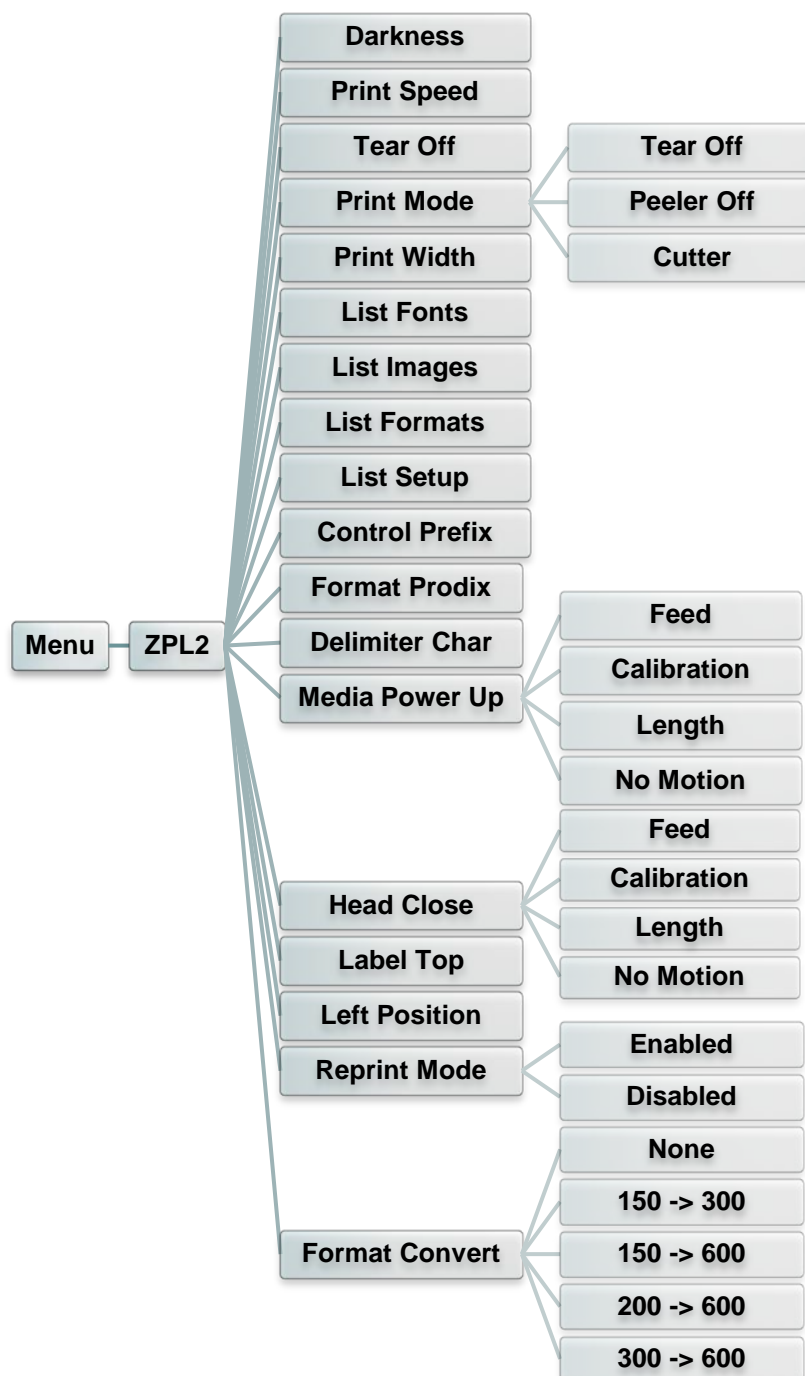 Menu
ZPL2
Darkness
Print Speed
Tear Off
Print Mode
Tear Off
Peeler Off
Cutter
Print Width
List Fonts
List Images
List Formats
List Setup
Control Prefix
Format Prodix
Delimiter Char
Media Power Up
Feed
Calibration
Length
No Motion
Head Close
Feed
Calibration
Length
No Motion
Label Top
Left Position
Reprint Mode
Enabled
Disabled
Format Convert
None
150 -> 300
150 -> 600
200 -> 600
300 -> 600